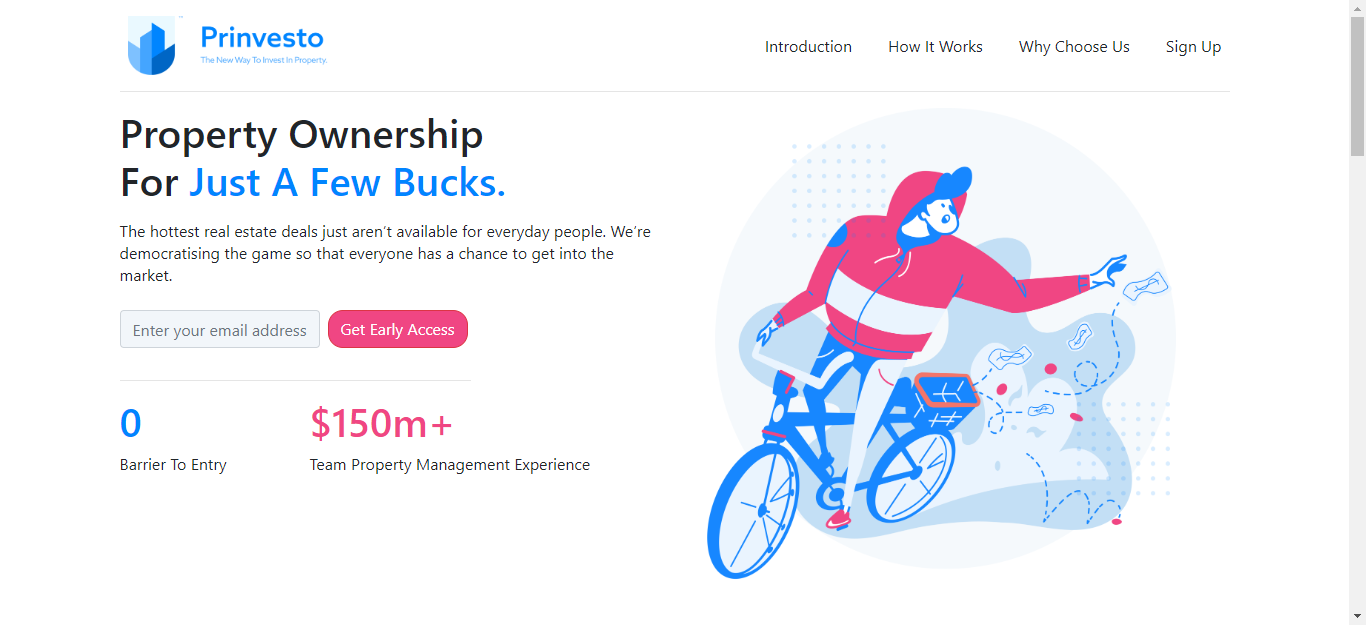 Prinvesto
The New Way To Invest In Property.
Introduction
How It Works
Why Choose Us
Sign Up
Property Ownership
For Just A Few Bucks.
The hottest real estate deals just aren’t available for everyday people. We’re
democratising the game so that everyone has a chance to get into the
market.
Enter your email address
Get Early Access
0
Barrier To Entry
$150m+
Team Property Management Experience